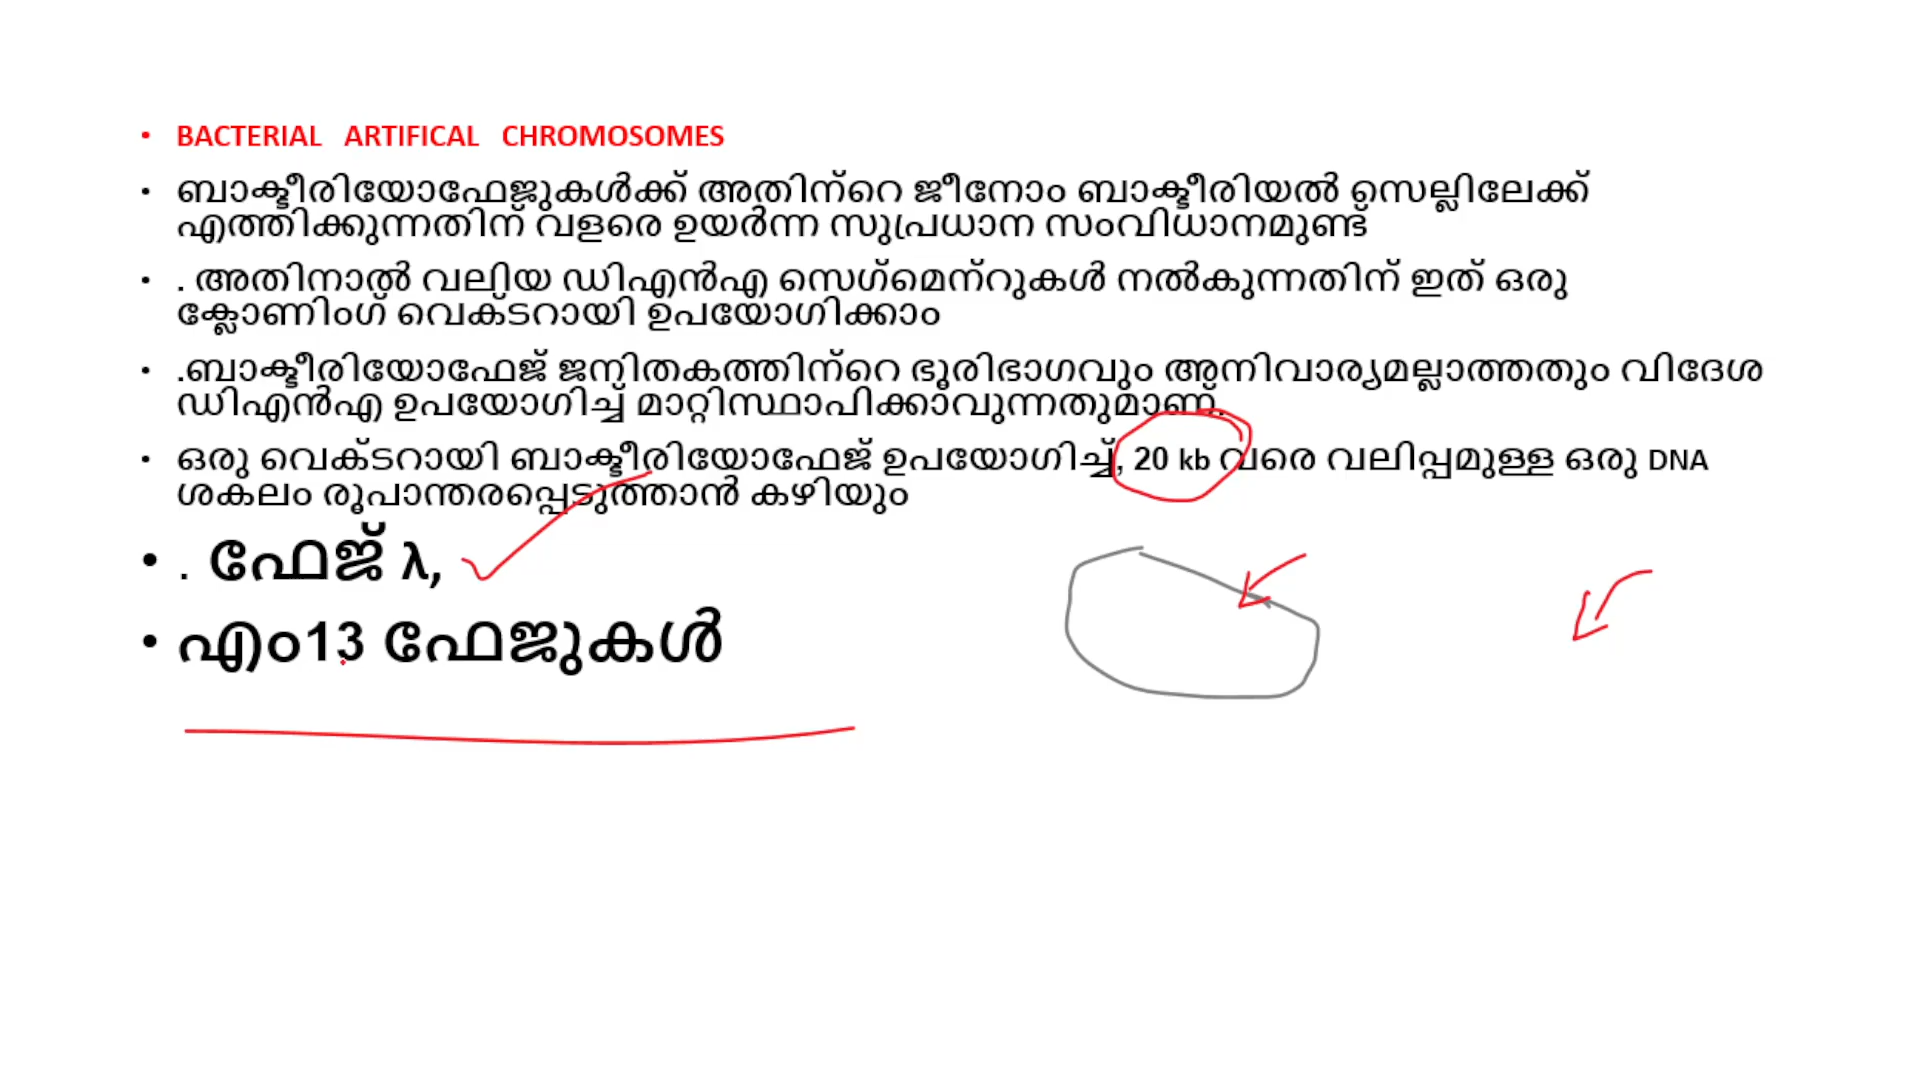 • BACTERIAL ARTIFICAL CHROMOSOMES
• ബാക്ടീരിയോഫേജുകൾക്ക് അതിന്റെ ജീനോം ബാക്ടീരിയൽ സെല്ലിലേക്ക്
എത്തിക്കുന്നതിന് വളരെ ഉയർന്ന സുപ്രധാന സംവിധാനമുണ്ട്
• . അതിനാൽ വലിയ ഡിഎൻഎ സെഗ്‌മെന്റുകൾ നൽകുന്നതിന് ഇത് ഒരു
ക്ലോണിംഗ് വെക്ടറായി ഉപയോഗിക്കാം
• .ബാക്ടീരിയോഫേജ് ജനിതകത്തിന്റെ ഭൂരിഭാഗവും അനിവാര്യമല്ലാത്തതും വിദേശ
ഡിഎൻഎ ഉപയോഗിച്ച് മാറ്റിസ്ഥാപിക്കാവുന്നതുമാണ്.
• ഒരു വെക്ടറായി ബാക്ടീരിയോഫേജ് ഉപയോഗിച്ച്, 20 kb വരെ വലിപ്പമുള്ള ഒരു DNA
ശകലം രൂപാന്തരപ്പെടുത്താൻ കഴിയും
• . ഫേജ് λ,
• എം13 ഫേജുകൾ